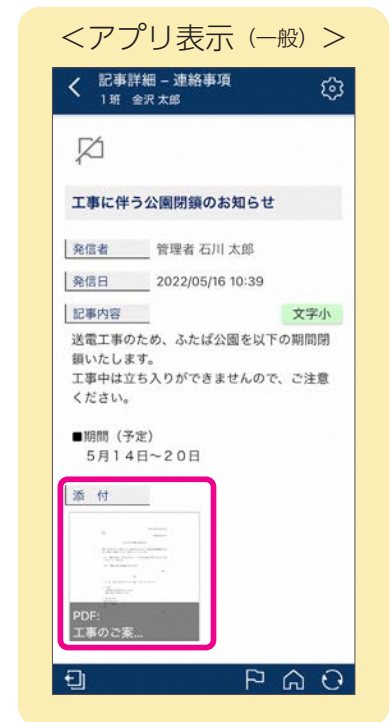 ＜アプリ表示（一般）＞
記事詳細 – 連絡事項
1班　金沢 太郎
工事に伴う公園閉鎖のお知らせ
発信者　管理者 石川 太郎
発信日　2022/05/16 10:39
記事内容　文字小
送電工事のため、ふたば公園を以下の期間閉
鎖いたします。
工事中は立ち入りができませんので、ご注意
ください。
■期間（予定）
５月１４日～２０日
添　付
PDF:
工事のご案...